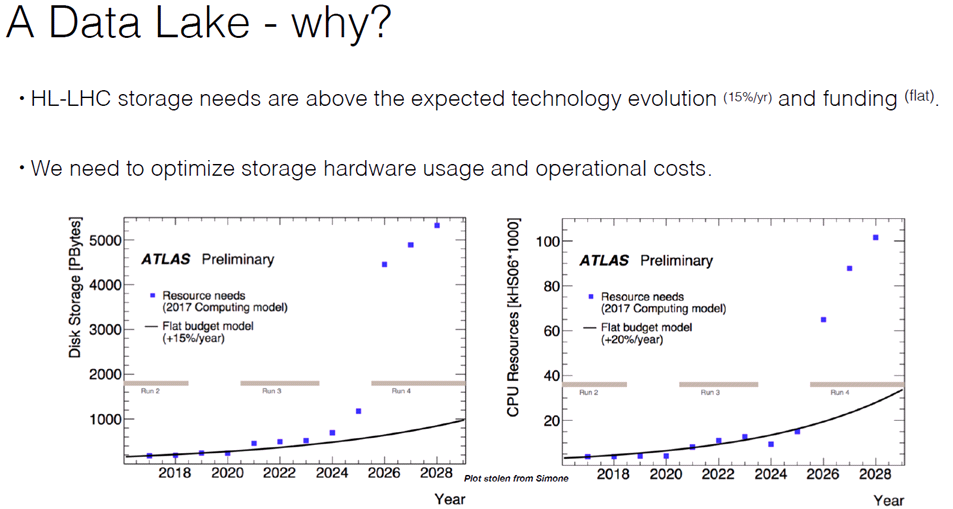 A Data Lake - why?
• HL-LHC storage needs are above the expected technology evolution (15%/yr) and funding (flat).
• We need to optimize storage hardware usage and operational costs.
Disk Storage [PBytes]
5000
4000
3000
2000
1000
ATLAS Preliminary
Resource needs
(2017 Computing model)
Flat budget model
(+15%/year)
Run 2
Run 3
Run 4
2018
2020
2022
2024
2026
2028
Year
Plot stolen from Simone
CPU Resources [kHS06*1000]
100
80
60
40
20
ATLAS Preliminary
Resource needs
(2017 Computing model)
Flat budget model
(+20%/year)
Run 2
Run 3
Run 4
2018
2020
2022
2024
2026
2028
Year